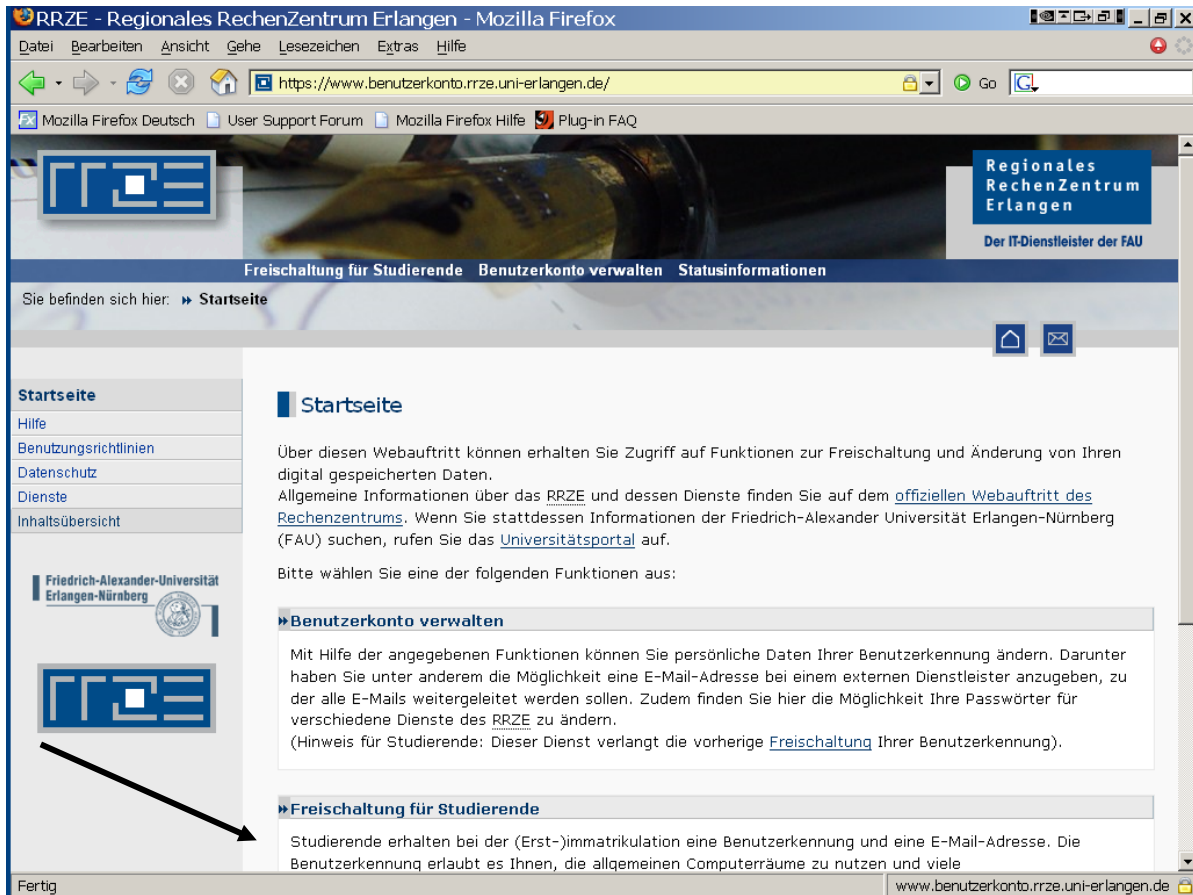 RRZE - Regionales RechenZentrum Erlangen - Mozilla Firefox
Datei Bearbeiten Ansicht Gehe Lesezeichen Extras Hilfe
https://www.benutzerkonto.rrze.uni-erlangen.de/ Go
Mozilla Firefox Deutsch User Support Forum Mozilla Firefox Hilfe Plug-in FAQ
rrze
Regionales
RechenZentrum
Erlangen
Der IT-Dienstleister der FAU
Freischaltung für Studierende Benutzerkonto verwalten Statusinformationen
Sie befinden sich hier: » Startseite
Startseite
Hilfe
Benutzungsrichtlinien
Datenschutz
Dienste
Inhaltsübersicht
Friedrich-Alexander-Universität
Erlangen-Nürnberg
rrze
Startseite
Über diesen Webauftritt können erhalten Sie Zugriff auf Funktionen zur Freischaltung und Änderung von Ihren
digital gespeicherten Daten.
Allgemeine Informationen über das RRZE und dessen Dienste finden Sie auf dem offiziellen Webauftritt des
Rechenzentrums. Wenn Sie stattdessen Informationen der Friedrich-Alexander Universität Erlangen-Nürnberg
(FAU) suchen, rufen Sie das Universitätsportal auf.
Bitte wählen Sie eine der folgenden Funktionen aus:
»Benutzerkonto verwalten
Mit Hilfe der angegebenen Funktionen können Sie persönliche Daten Ihrer Benutzerkennung ändern. Darunter
haben Sie unter anderem die Möglichkeit eine E-Mail-Adresse bei einem externen Dienstleister anzugeben, zu
der alle E-Mails weitergeleitet werden sollen. Zudem finden Sie hier die Möglichkeit Ihre Passwörter für
verschiedene Dienste des RRZE zu ändern.
(Hinweis für Studierende: Dieser Dienst verlangt die vorherige Freischaltung Ihrer Benutzerkennung).
»Freischaltung für Studierende
Studierende erhalten bei der (Erst-)immatrikulation eine Benutzerkennung und eine E-Mail-Adresse. Die
Benutzerkennung erlaubt es Ihnen, die allgemeinen Computerräume zu nutzen und viele
Fertig www.benutzerkonto.rrze.uni-erlangen.de